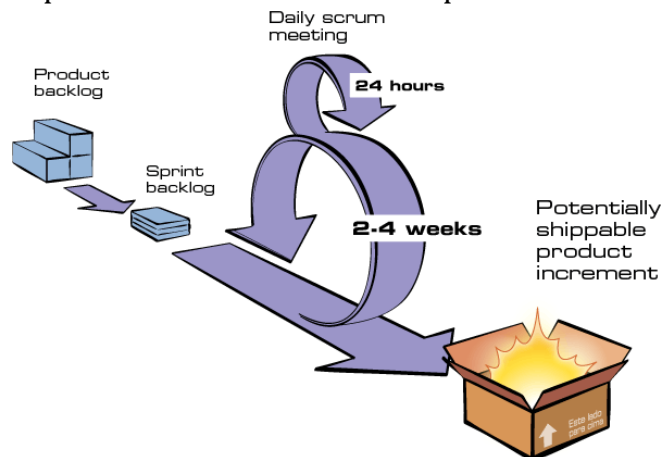 Daily scrum
meeting
24 hours
Product
backlog
Sprint
backlog
2-4 weeks
Potentially
shippable
product
increment
Este lado
para cima